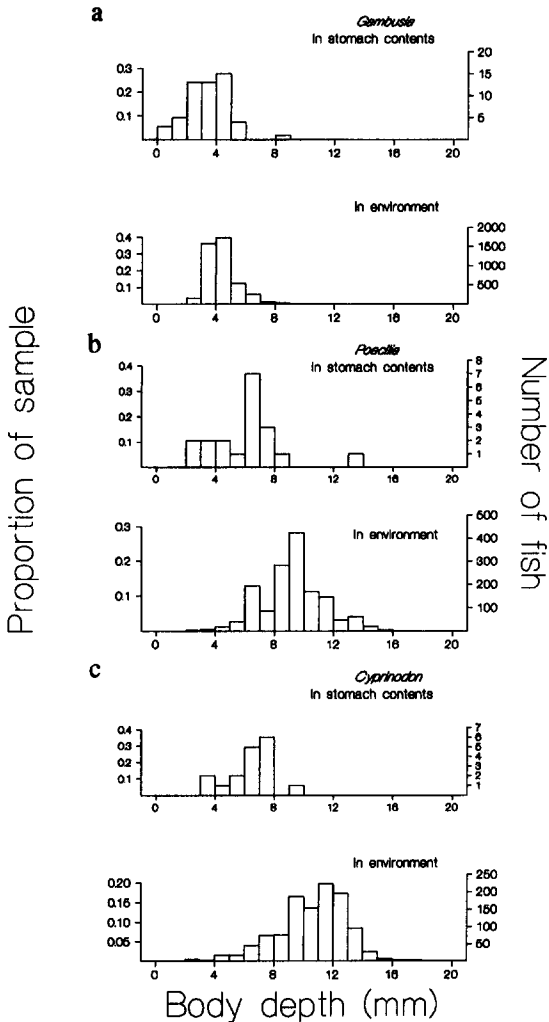 a
Gambusia
In stomach contents
0.3
0.2
0.1
20
15
10
5
0 4 8 12 16 20
In environment
0.4
0.3
0.2
0.1
2000
1500
1000
500
0 4 8 12 16 20
b
Poecilia
In stomach contents
0.4
0.3
0.2
0.1
8
7
6
5
4
3
2
1
0 4 8 12 16 20
In environment
0.3
0.2
0.1
500
400
300
200
100
0 4 8 12 16 20
c
Cyprinodon
In stomach contents
0.4
0.3
0.2
0.1
7
6
5
4
3
2
1
0 4 8 12 16 20
In environment
0.20
0.15
0.10
0.05
250
200
150
100
50
0 4 8 12 16 20
Proportion of sample
Number of fish
Body depth (mm)